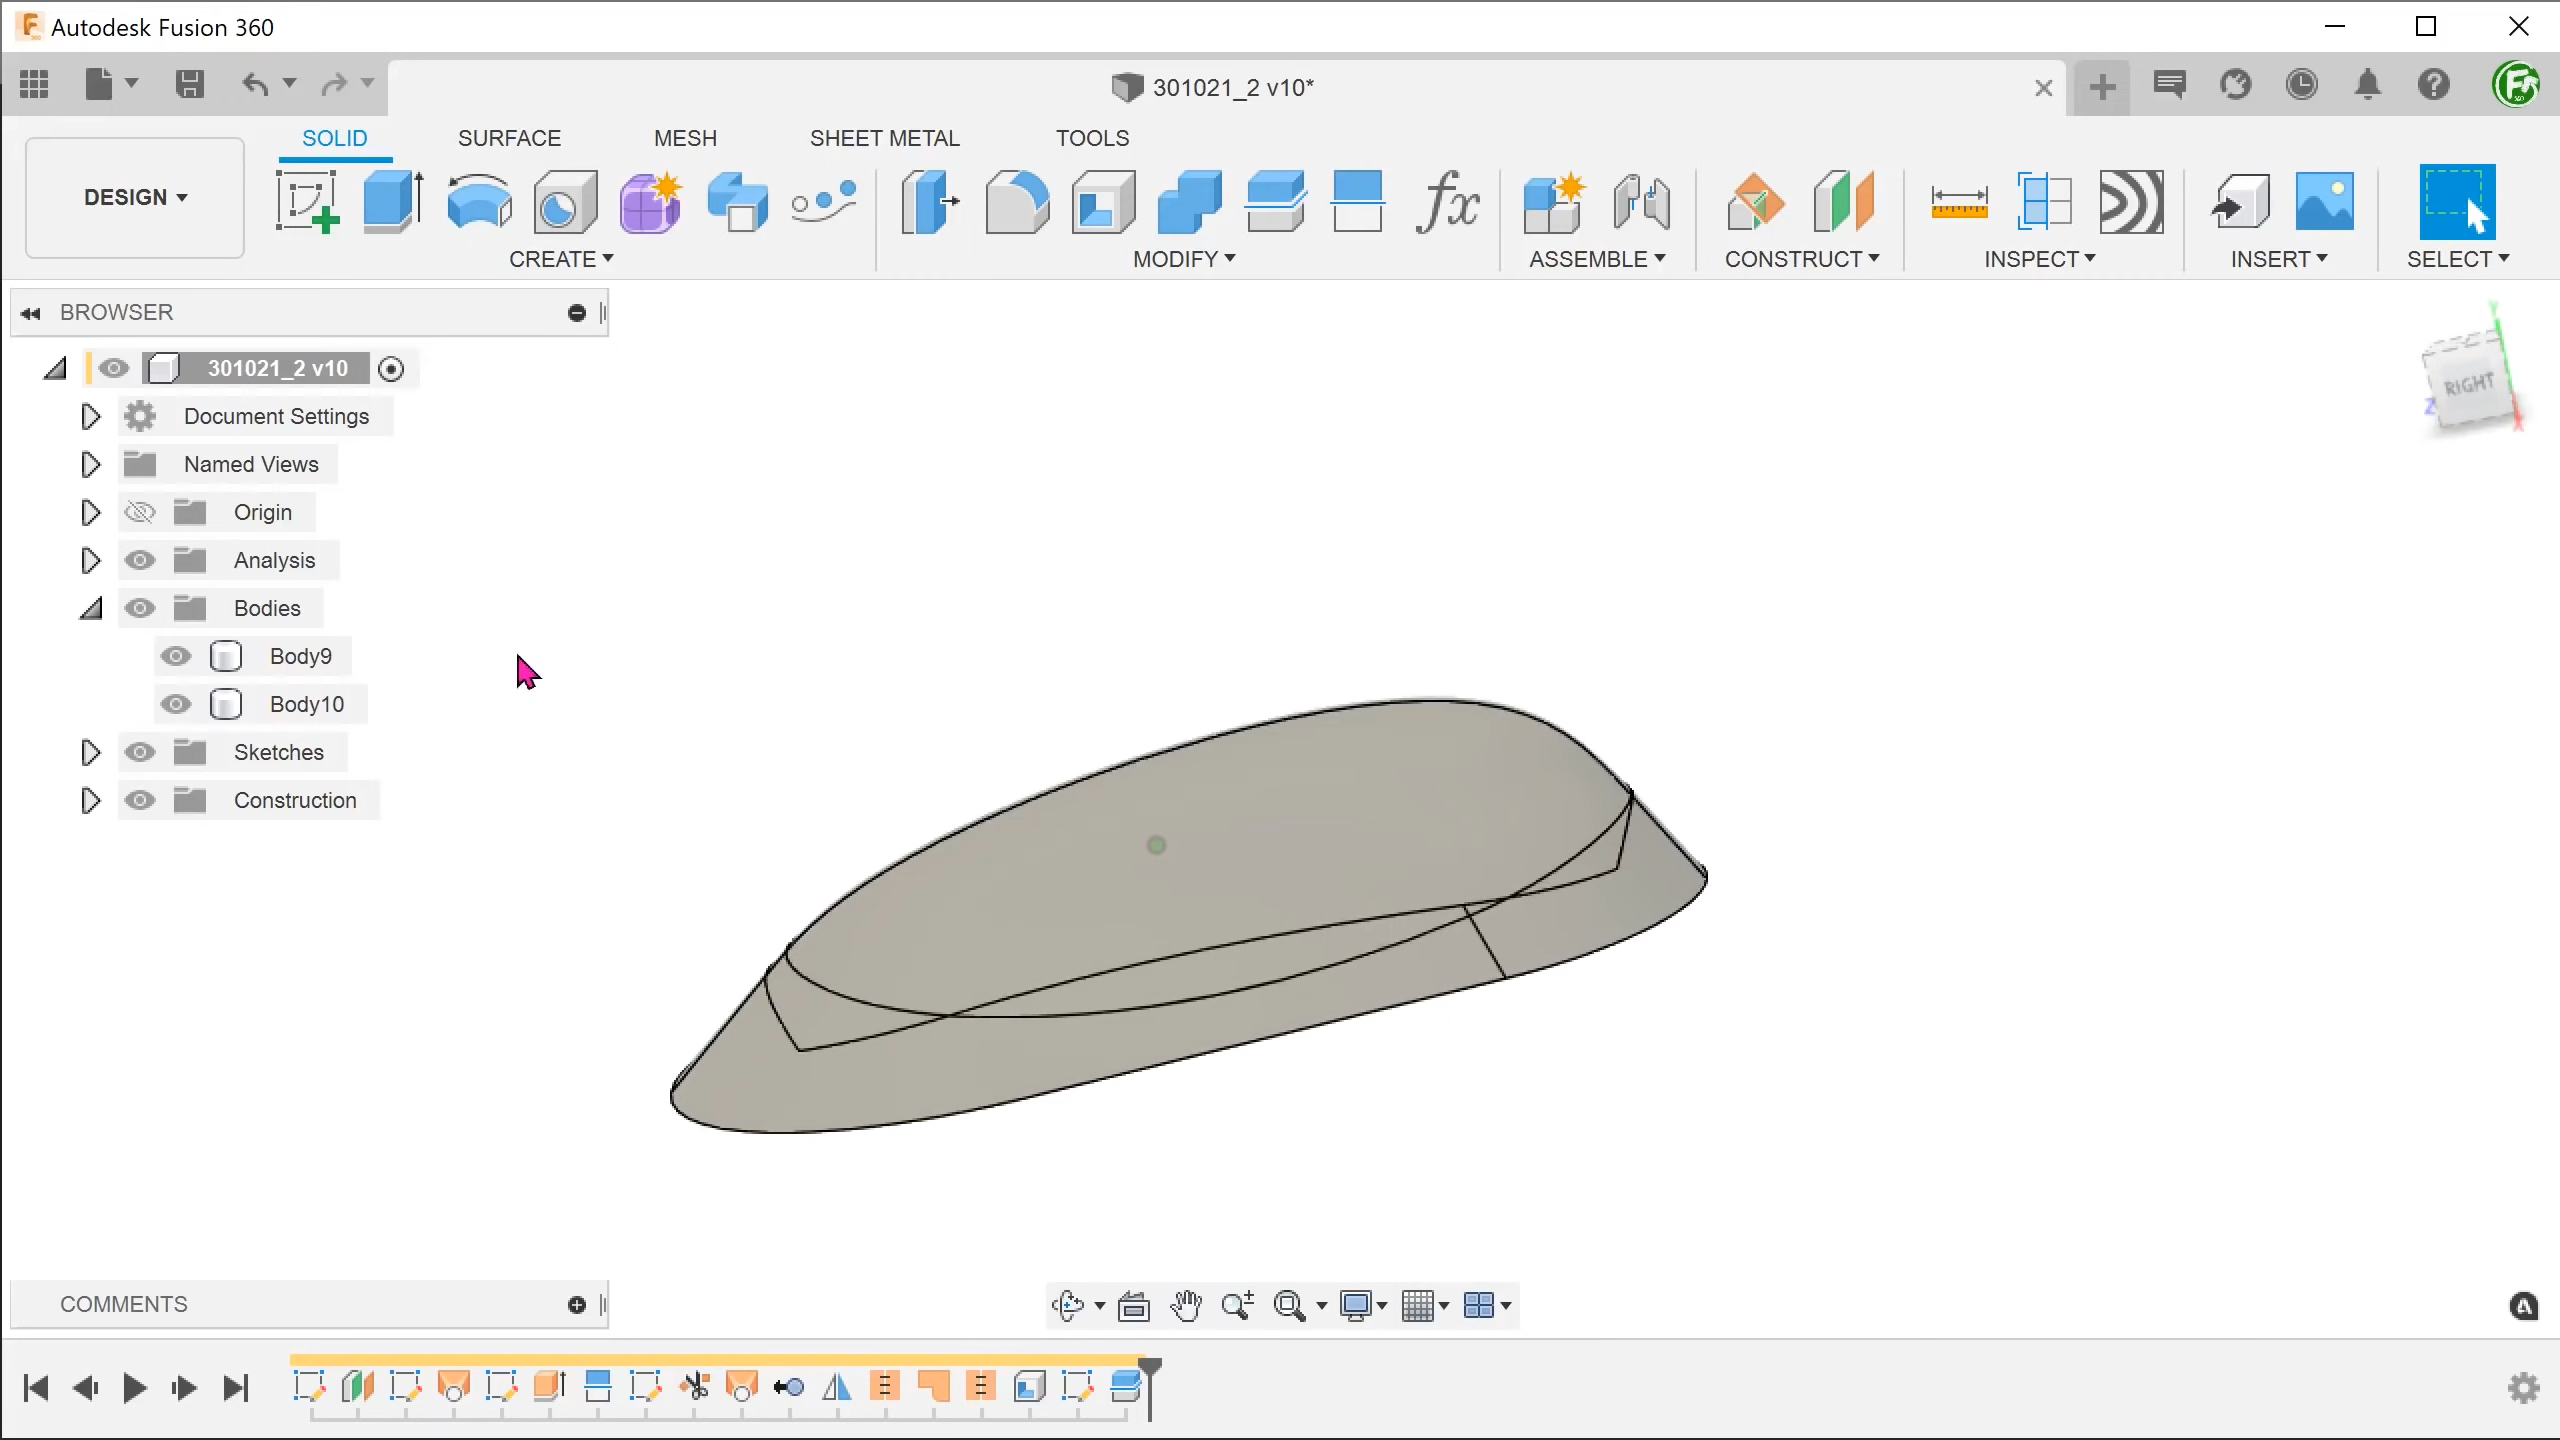 Autodesk Fusion 360
301021_2 v10*
SOLID SURFACE MESH SHEET METAL TOOLS
DESIGN
fx
CREATE MODIFY ASSEMBLE CONSTRUCT INSPECT INSERT SELECT
BROWSER
301021_2 v10
Document Settings
Named Views
Origin
Analysis
Bodies
Body9
Body10
Sketches
Construction
Y
RIGHT
Z
X
COMMENTS